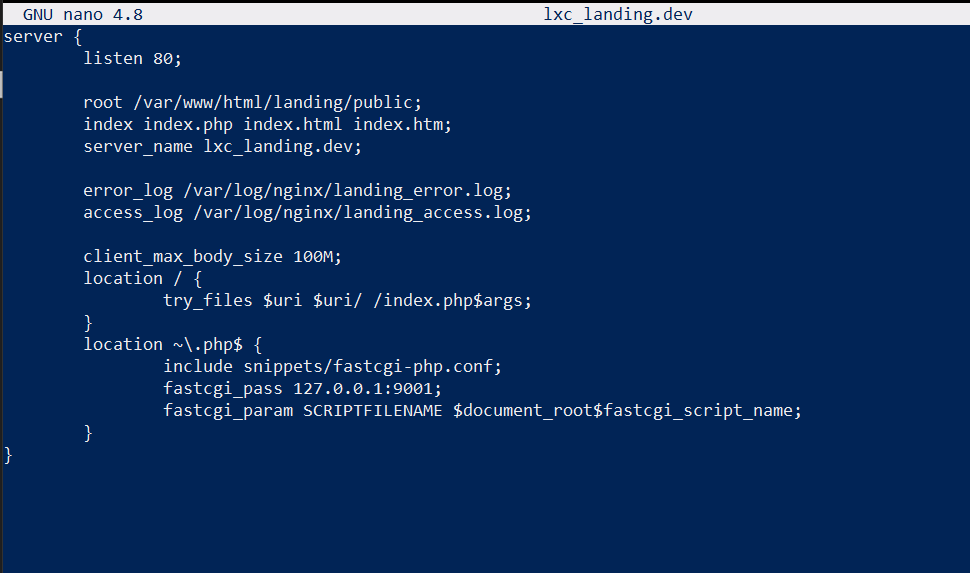 GNU nano 4.8 lxc_landing.dev
server {
listen 80;
root /var/www/html/landing/public;
index index.php index.html index.htm;
server_name lxc_landing.dev;
error_log /var/log/nginx/landing_error.log;
access_log /var/log/nginx/landing_access.log;
client_max_body_size 100M;
location / {
try_files $uri $uri/ /index.php$args;
}
location ~\.php$ {
include snippets/fastcgi-php.conf;
fastcgi_pass 127.0.0.1:9001;
fastcgi_param SCRIPTFILENAME $document_root$fastcgi_script_name;
}
}